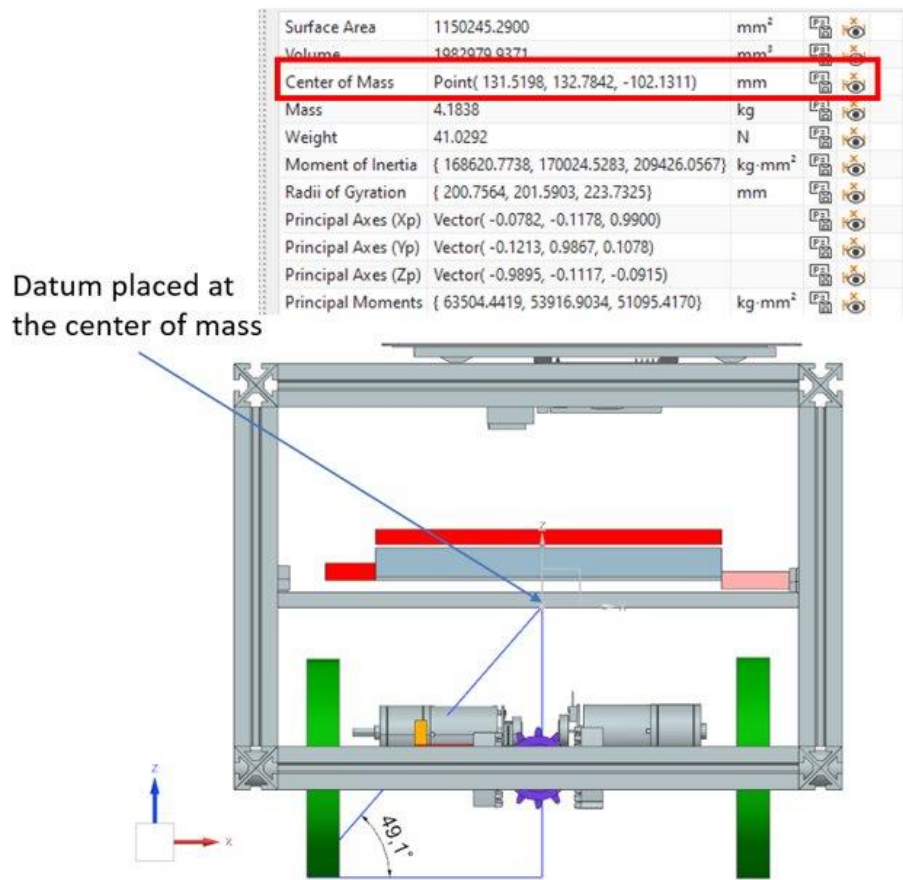 Surface Area 1150245.2900 mm²
Volume 1982979.9371 mm³
Center of Mass Point( 131.5198, 132.7842, -102.1311) mm
Mass 4.1838 kg
Weight 41.0292 N
Moment of Inertia { 168620.7738, 170024.5283, 209426.0567} kg·mm²
Radii of Gyration { 200.7564, 201.5903, 223.7325} mm
Principal Axes (Xp) Vector( -0.0782, -0.1178, 0.9900)
Principal Axes (Yp) Vector( -0.1213, 0.9867, 0.1078)
Principal Axes (Zp) Vector( -0.9895, -0.1117, -0.0915)
Principal Moments { 63504.4419, 53916.9034, 51095.4170} kg·mm²
Datum placed at
the center of mass
Z
Z
X
49,1°